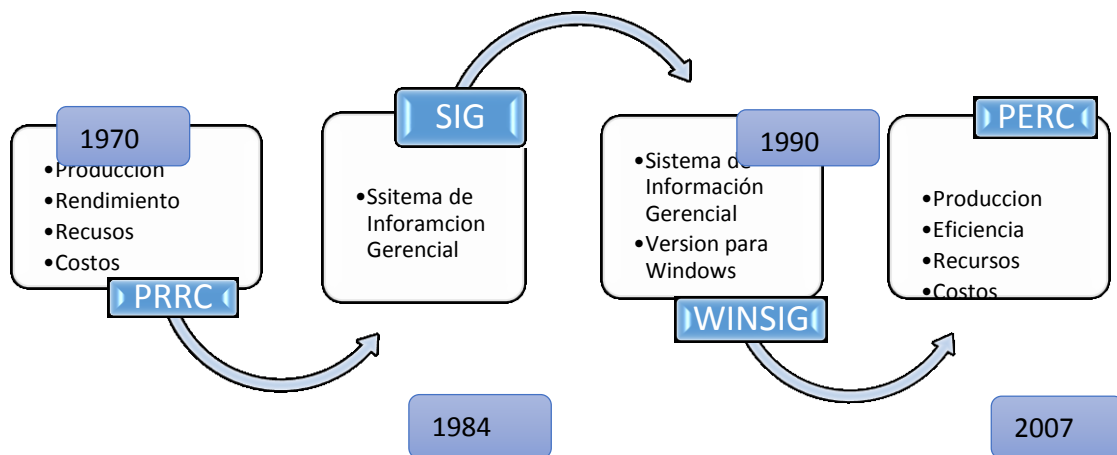 1970
•Produccion
•Rendimiento
•Recusos
•Costos
PRRC
SIG
•Ssitema de
Inforamcion
Gerencial
1984
1990
•Sistema de
Información
Gerencial
•Version para
Windows
WINSIG
PERC
•Produccion
•Eficiencia
•Recursos
•Costos
2007